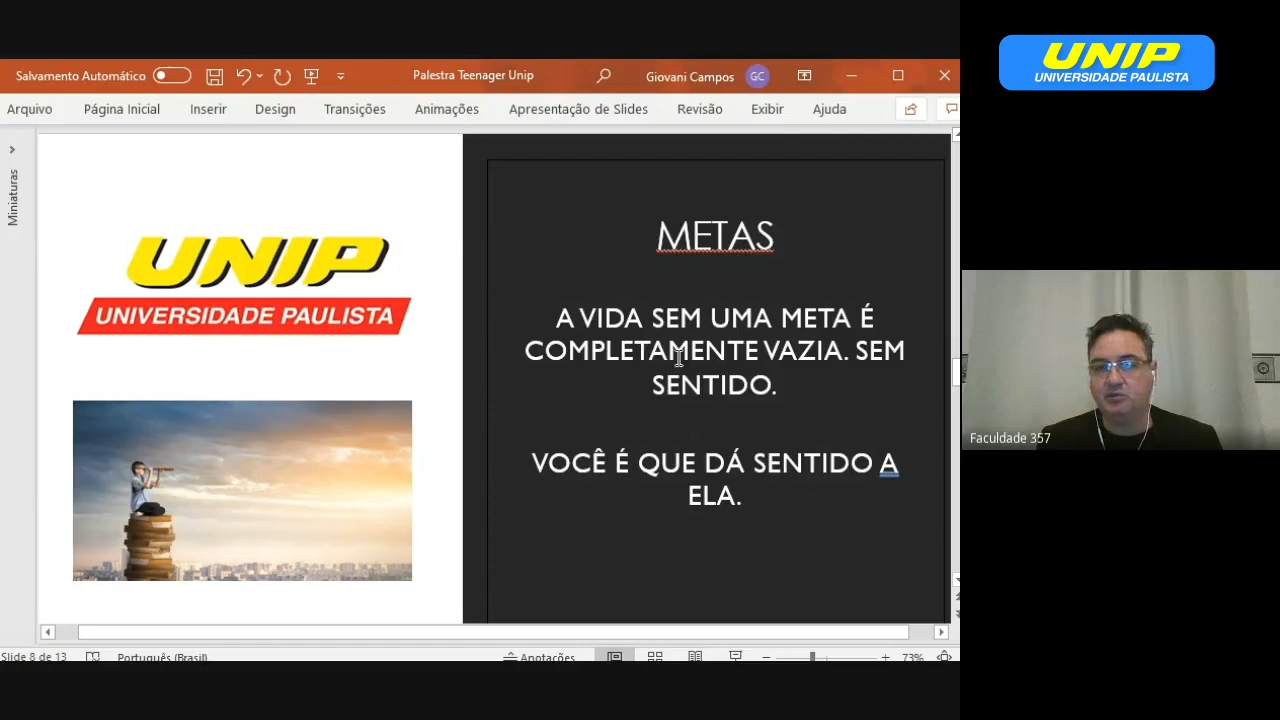 Salvamento Automático
Palestra Teenager Unip
Giovani Campos
GC
Arquivo
Página Inicial
Inserir
Design
Transições
Animações
Apresentação de Slides
Revisão
Exibir
Ajuda
Miniaturas
UNIP
UNIVERSIDADE PAULISTA
METAS
A VIDA SEM UMA META É
COMPLETAMENTE VAZIA. SEM
SENTIDO.
VOCÊ É QUE DÁ SENTIDO A
ELA.
Slide 8 de 13
Português (Brasil)
Anotações
73%
UNIP
UNIVERSIDADE PAULISTA
Faculdade 357